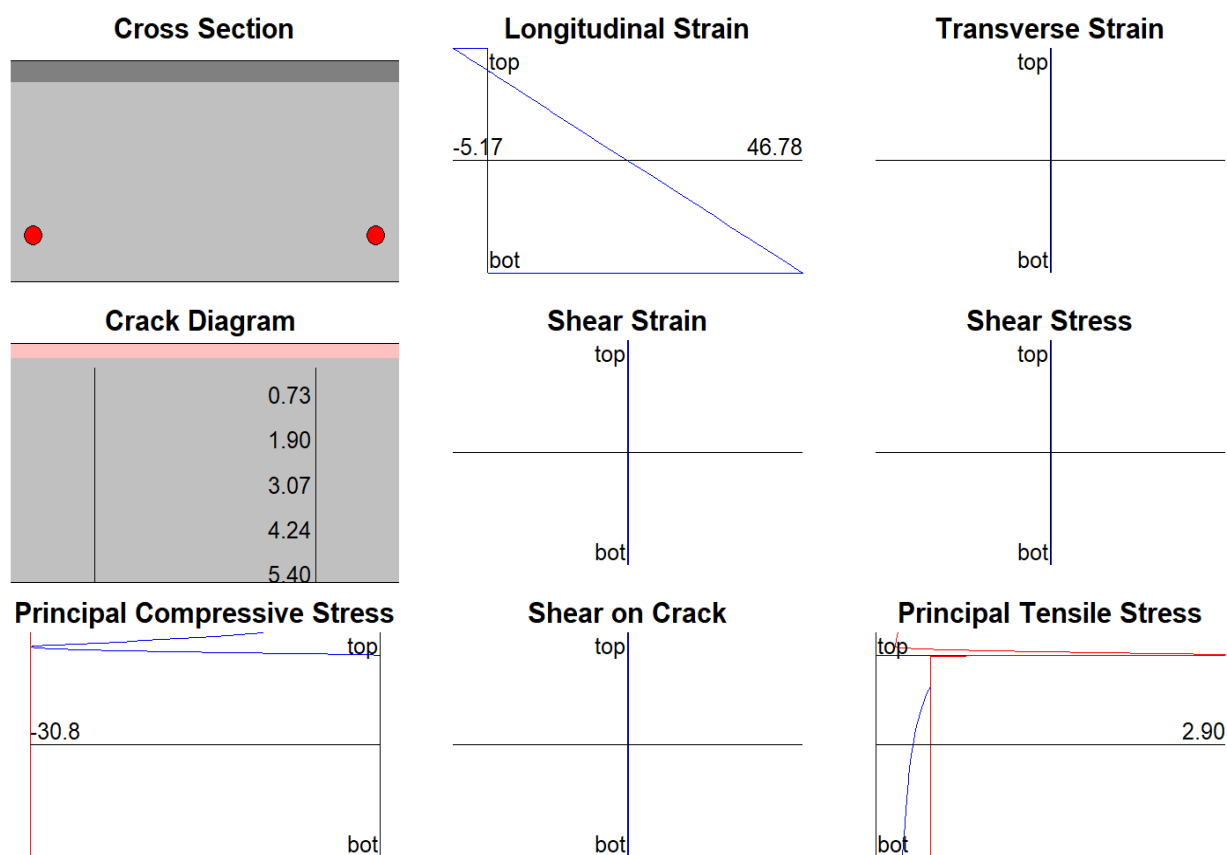 Cross Section
Longitudinal Strain
top
-5.17
46.78
bot
Transverse Strain
top
bot
Crack Diagram
0.73
1.90
3.07
4.24
5.40
Shear Strain
top
bot
Shear Stress
top
bot
Principal Compressive Stress
top
-30.8
bot
Shear on Crack
top
bot
Principal Tensile Stress
top
2.90
bot